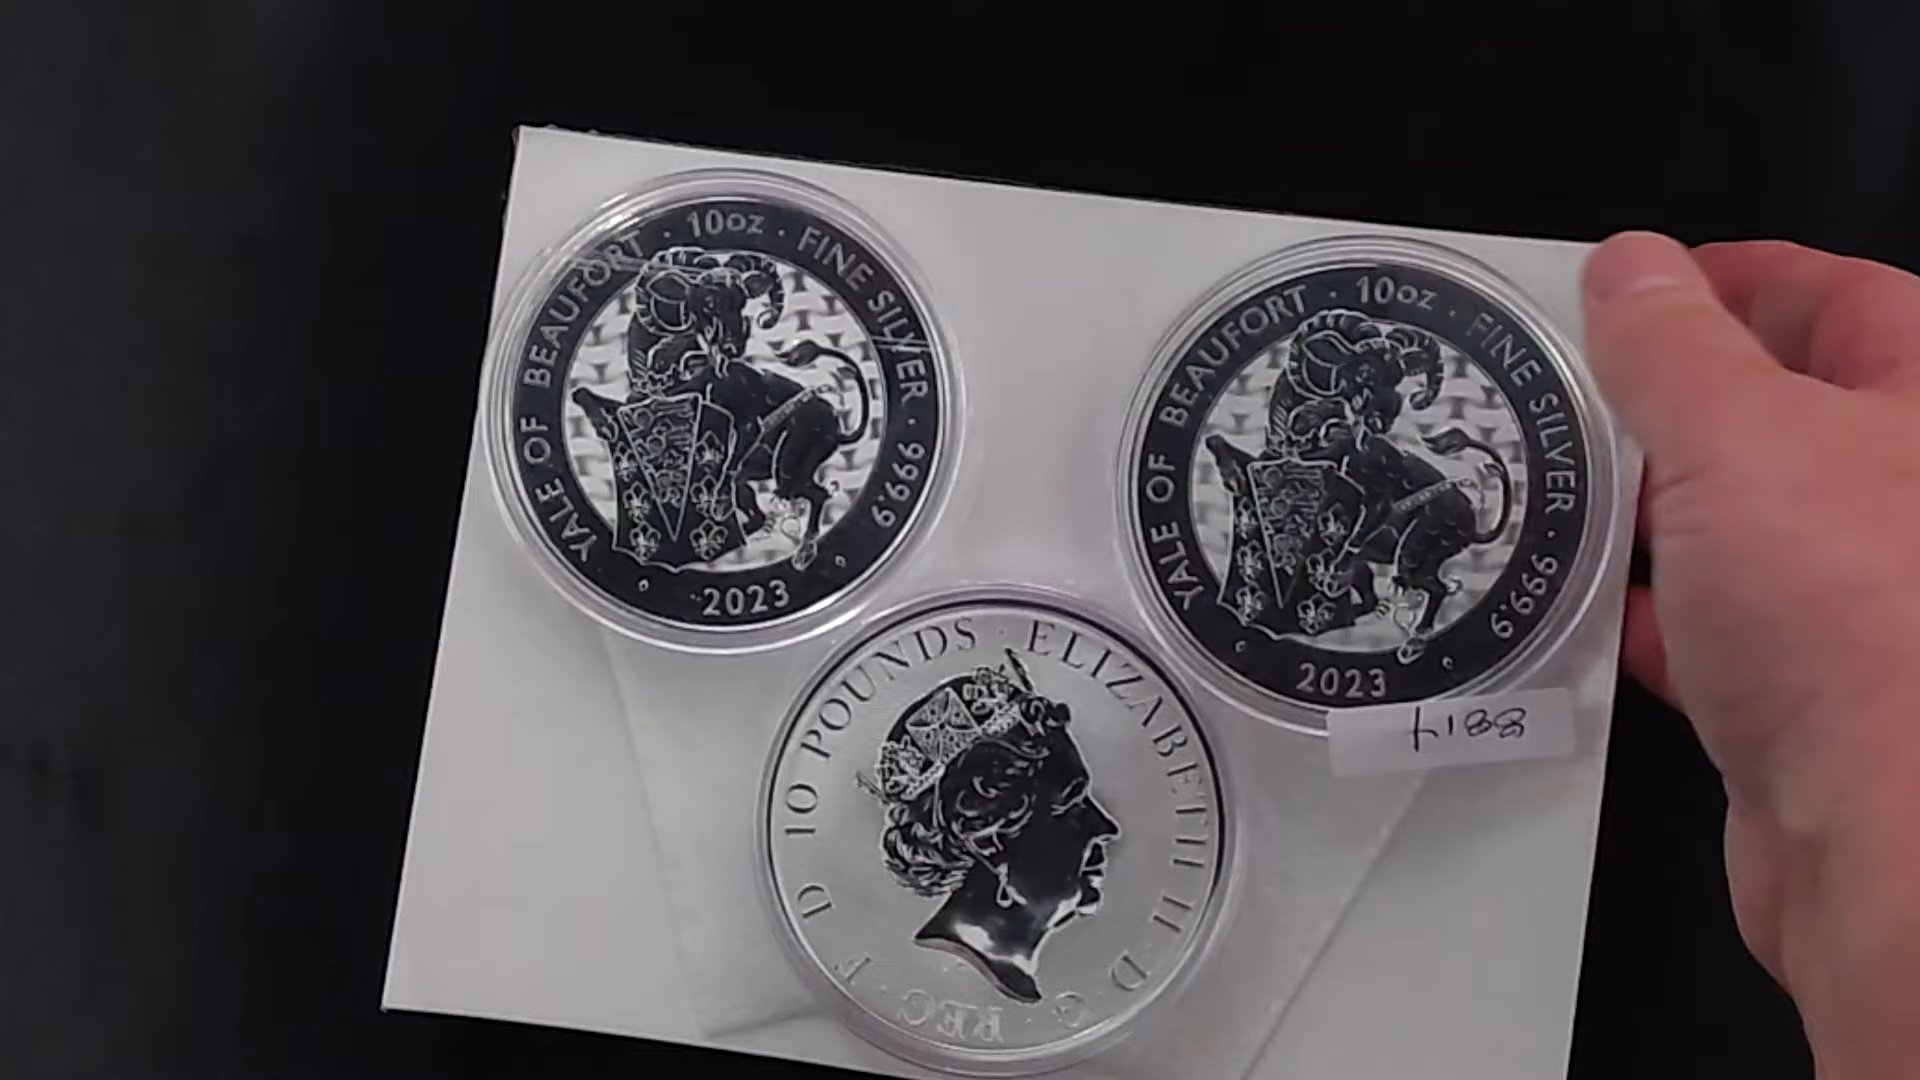 YALE OF BEAUFORT · 10oz · FINE SILVER · 999.9
2023
YALE OF BEAUFORT · 10oz · FINE SILVER · 999.9
2023
10 POUNDS · ELIZABETH II · D · G · REG · F · D